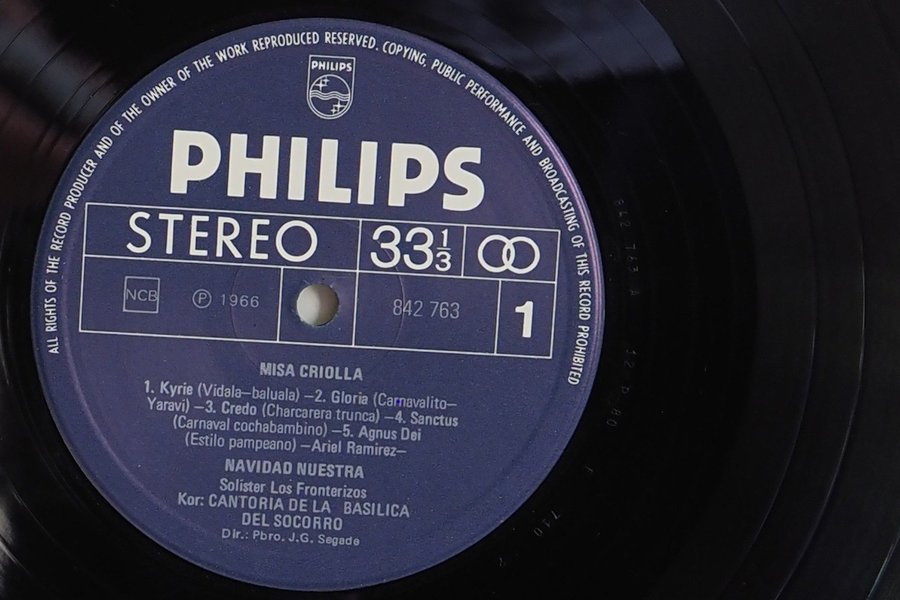 ALL RIGHTS OF THE RECORD PRODUCER AND OF THE OWNER OF THE WORK REPRODUCED RESERVED. COPYING, PUBLIC PERFORMANCE AND BROADCASTING OF THIS RECORD PROHIBITED
PHILIPS
PHILIPS
STEREO 33 1/3
NCB ℗ 1966 842 763 1
MISA CRIOLLA
1. Kyrie (Vidala—baluala) —2. Gloria (Carnavalito—
Yaravi) —3. Credo (Charcarera trunca) —4. Sanctus
(Carnaval cochabambino) —5. Agnus Dei
(Estilo pampeano) —Ariel Ramirez—
NAVIDAD NUESTRA
Solister Los Fronterizos
Kor: CANTORIA DE LA BASILICA
DEL SOCORRO
Dir.: Pbro. J.G. Segade